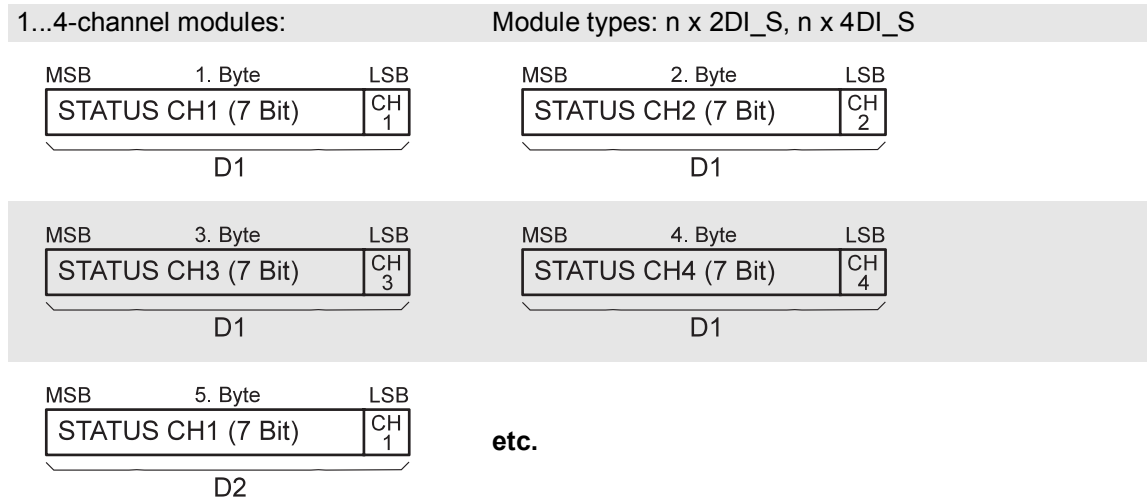 1...4-channel modules: Module types: n x 2DI_S, n x 4DI_S
MSB 1. Byte LSB MSB 2. Byte LSB
STATUS CH1 (7 Bit) CH 1 STATUS CH2 (7 Bit) CH 2
D1 D1
MSB 3. Byte LSB MSB 4. Byte LSB
STATUS CH3 (7 Bit) CH 3 STATUS CH4 (7 Bit) CH 4
D1 D1
MSB 5. Byte LSB
STATUS CH1 (7 Bit) CH 1 etc.
D2